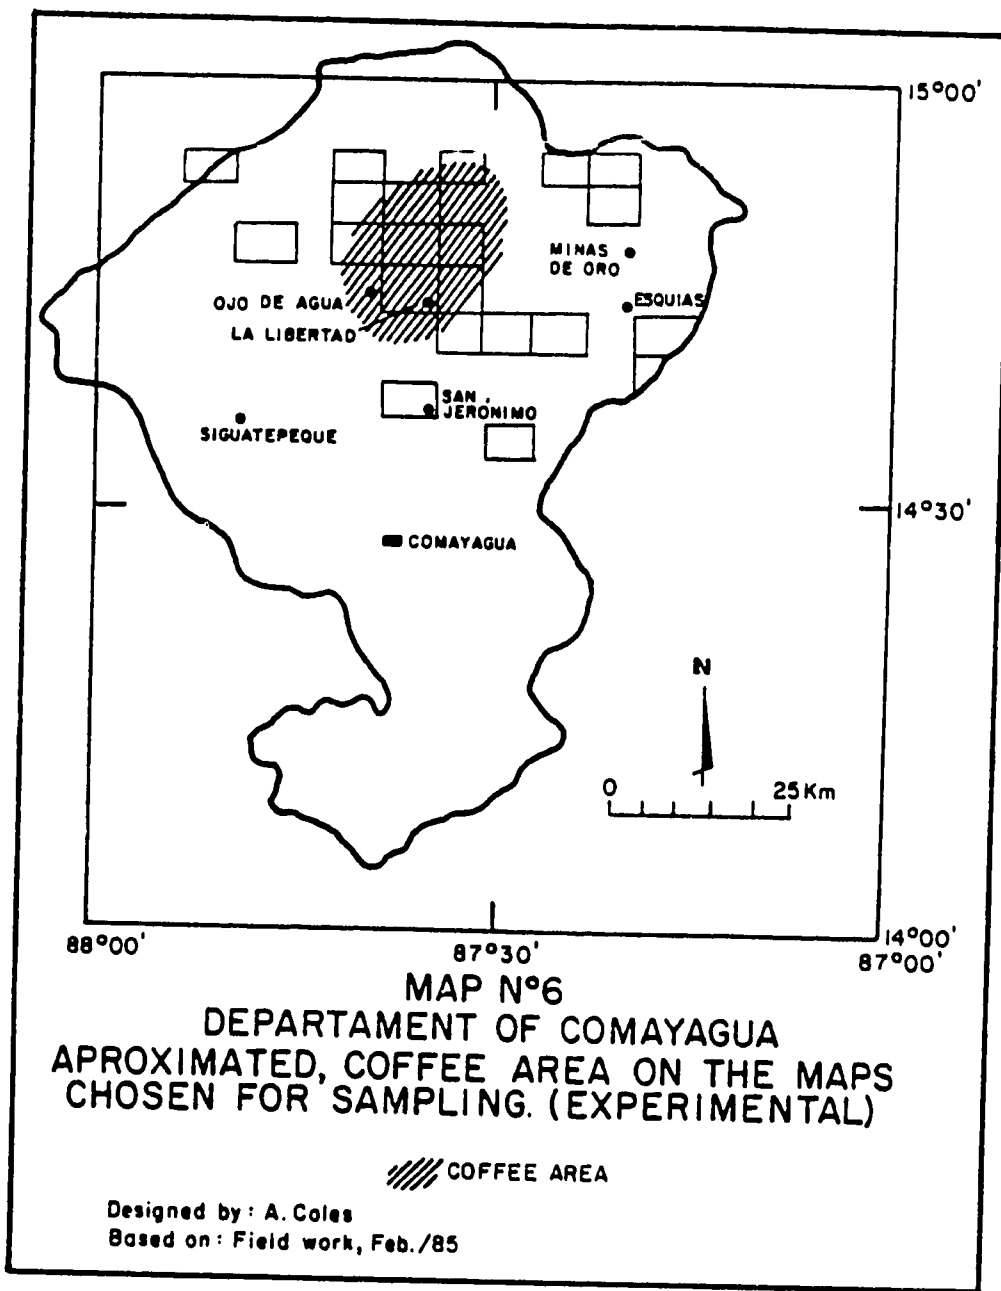 15°00'
MINAS
DE ORO
OJO DE AGUA
ESQUIAS
LA LIBERTAD
SAN.
JERONIMO
SIGUATEPEQUE
14°30'
COMAYAGUA
N
0 25Km
88°00'
87°30'
14°00'
87°00'
MAP N°6
DEPARTAMENT OF COMAYAGUA
APROXIMATED, COFFEE AREA ON THE MAPS
CHOSEN FOR SAMPLING. (EXPERIMENTAL)
COFFEE AREA
Designed by : A. Coles
Based on : Field work, Feb./85